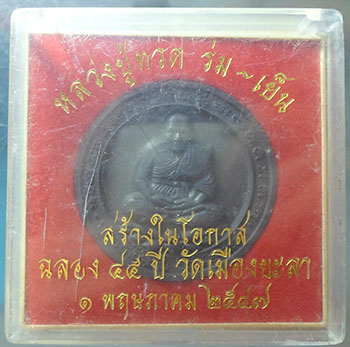 หลวงปู่ทวด ร่ม ~ เย็น
สร้างในโอกาส
ฉลอง ๔๕ ปี วัดเมืองยะลา
๑ พฤษภาคม ๒๕๔๗